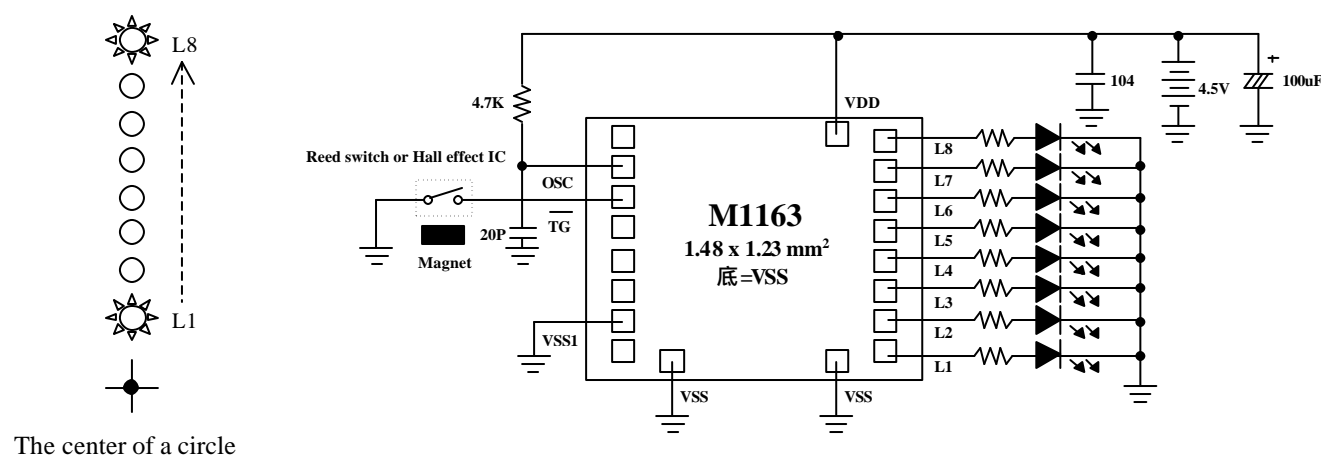 L8
L1
The center of a circle
4.7K
Reed switch or Hall effect IC
OSC
TG
20P
Magnet
VSS1
VSS
VSS
VDD
M1163
1.48 x 1.23 mm²
底=VSS
L8
L7
L6
L5
L4
L3
L2
L1
104
4.5V
+
100uF